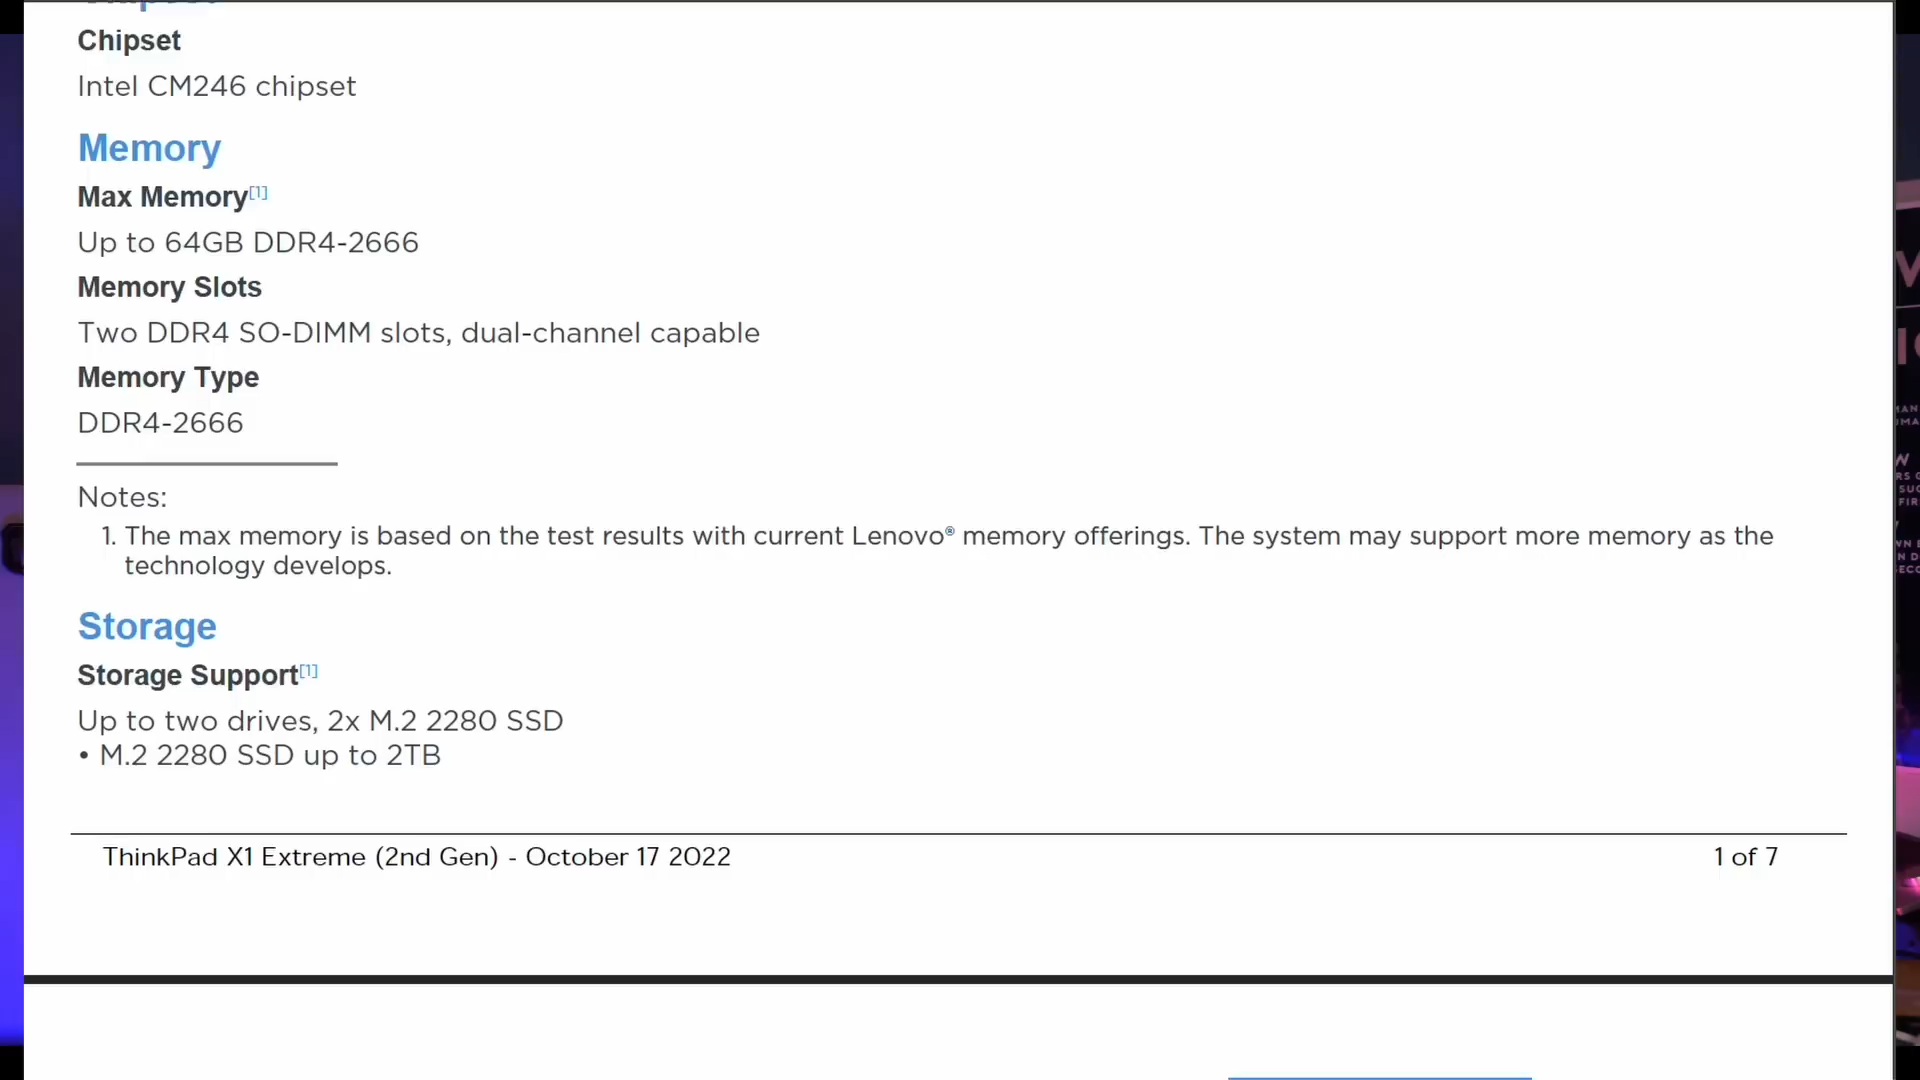 Chipset
Intel CM246 chipset
Memory
Max Memory[1]
Up to 64GB DDR4-2666
Memory Slots
Two DDR4 SO-DIMM slots, dual-channel capable
Memory Type
DDR4-2666
Notes:
1. The max memory is based on the test results with current Lenovo® memory offerings. The system may support more memory as the
technology develops.
Storage
Storage Support[1]
Up to two drives, 2x M.2 2280 SSD
• M.2 2280 SSD up to 2TB
ThinkPad X1 Extreme (2nd Gen) - October 17 2022
1 of 7